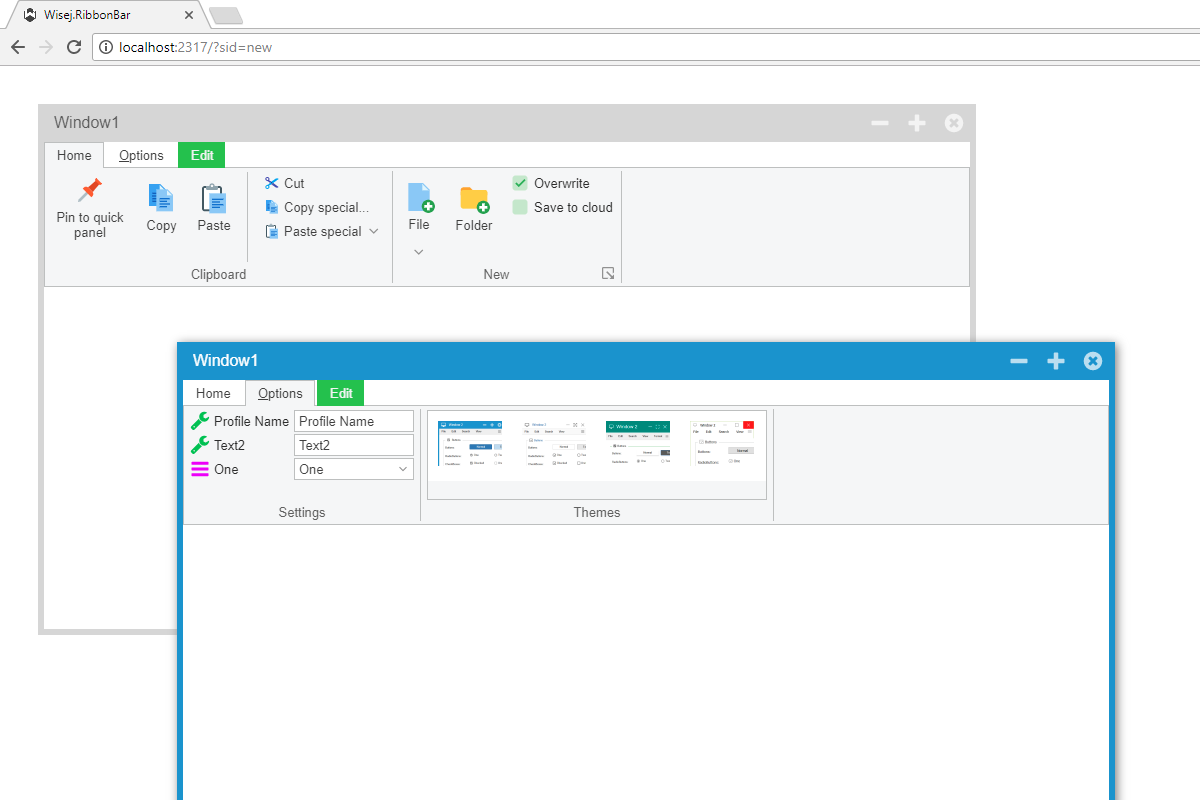 Wisej.RibbonBar
localhost:2317/?sid=new
Window1
Home Options Edit
Pin to quick
panel
Copy
Paste
Cut
Copy special...
Paste special
Clipboard
File
Folder
Overwrite
Save to cloud
New
Window1
Home Options Edit
Profile Name Profile Name
Text2 Text2
One One
Settings
Window 2
Themes